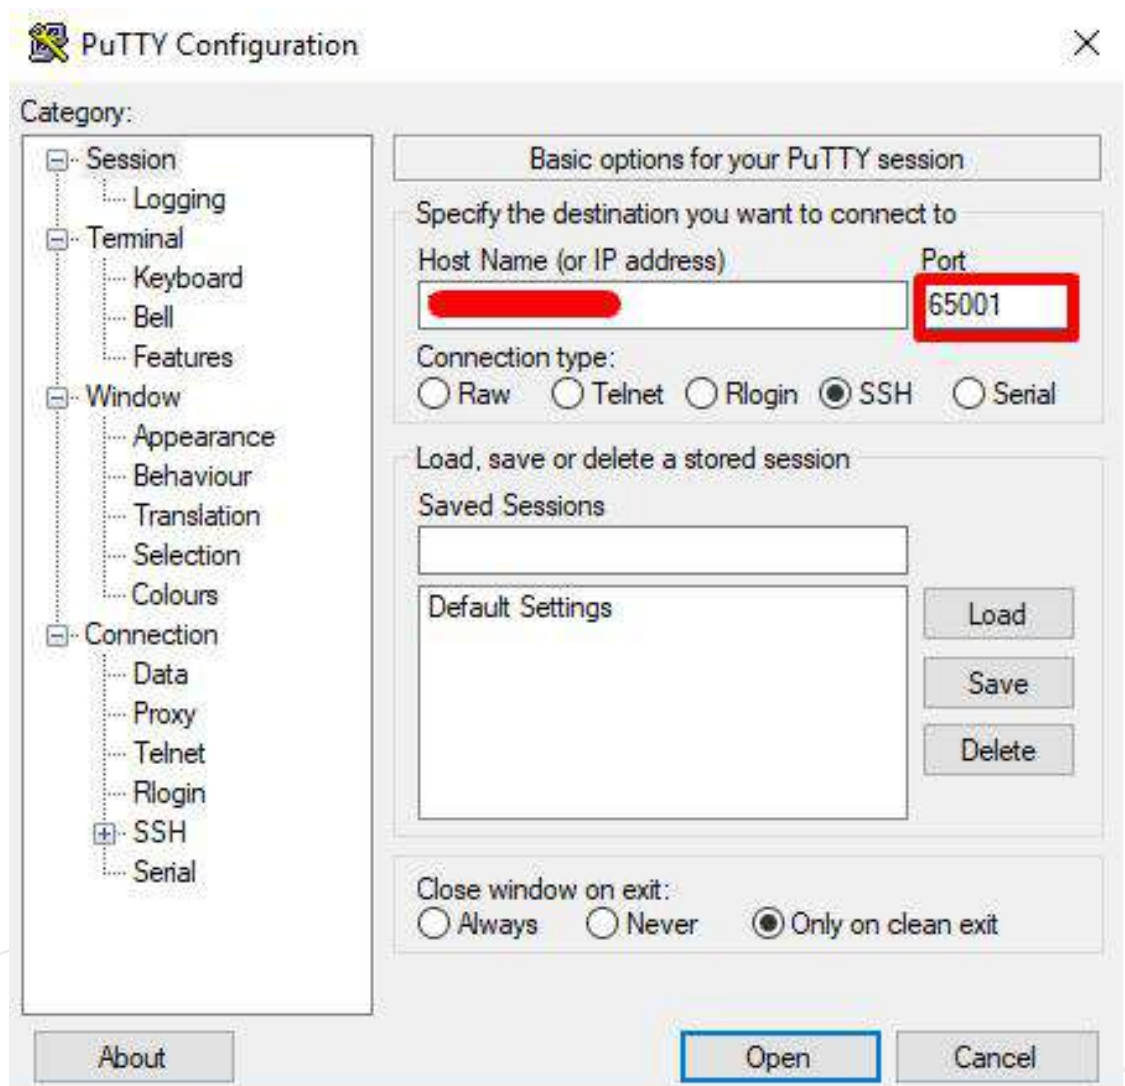 PuTTY Configuration
Category:
Session
Logging
Terminal
Keyboard
Bell
Features
Window
Appearance
Behaviour
Translation
Selection
Colours
Connection
Data
Proxy
Telnet
Rlogin
SSH
Serial
Basic options for your PuTTY session
Specify the destination you want to connect to
Host Name (or IP address) Port
65001
Connection type:
Raw Telnet Rlogin SSH Serial
Load, save or delete a stored session
Saved Sessions
Default Settings
Load
Save
Delete
Close window on exit:
Always Never Only on clean exit
About Open Cancel